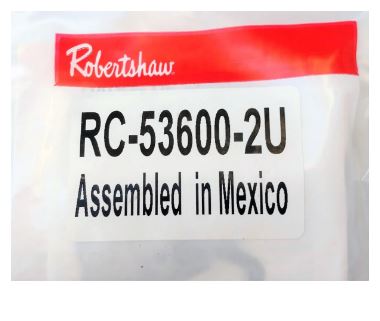 Robertshaw
RC-53600-2U
Assembled in Mexico